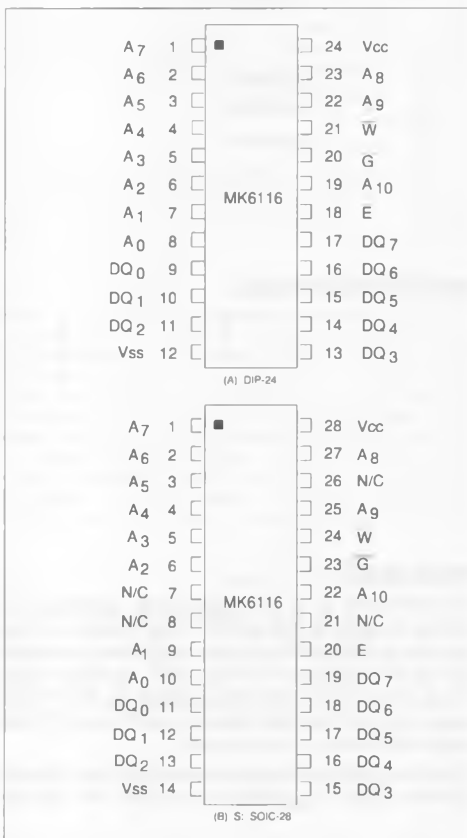 A7 1 24 Vcc
A6 2 23 A8
A5 3 22 A9
A4 4 21 W̅
A3 5 20 G̅
A2 6 19 A10
MK6116
A1 7 18 E̅
A0 8 17 DQ7
DQ0 9 16 DQ6
DQ1 10 15 DQ5
DQ2 11 14 DQ4
Vss 12 13 DQ3
(A) DIP-24
A7 1 28 Vcc
A6 2 27 A8
A5 3 26 N/C
A4 4 25 A9
A3 5 24 W̅
A2 6 23 G̅
N/C 7 22 A10
MK6116
N/C 8 21 N/C
A1 9 20 E
A0 10 19 DQ7
DQ0 11 18 DQ6
DQ1 12 17 DQ5
DQ2 13 16 DQ4
Vss 14 15 DQ3
(B) S: SOIC-28